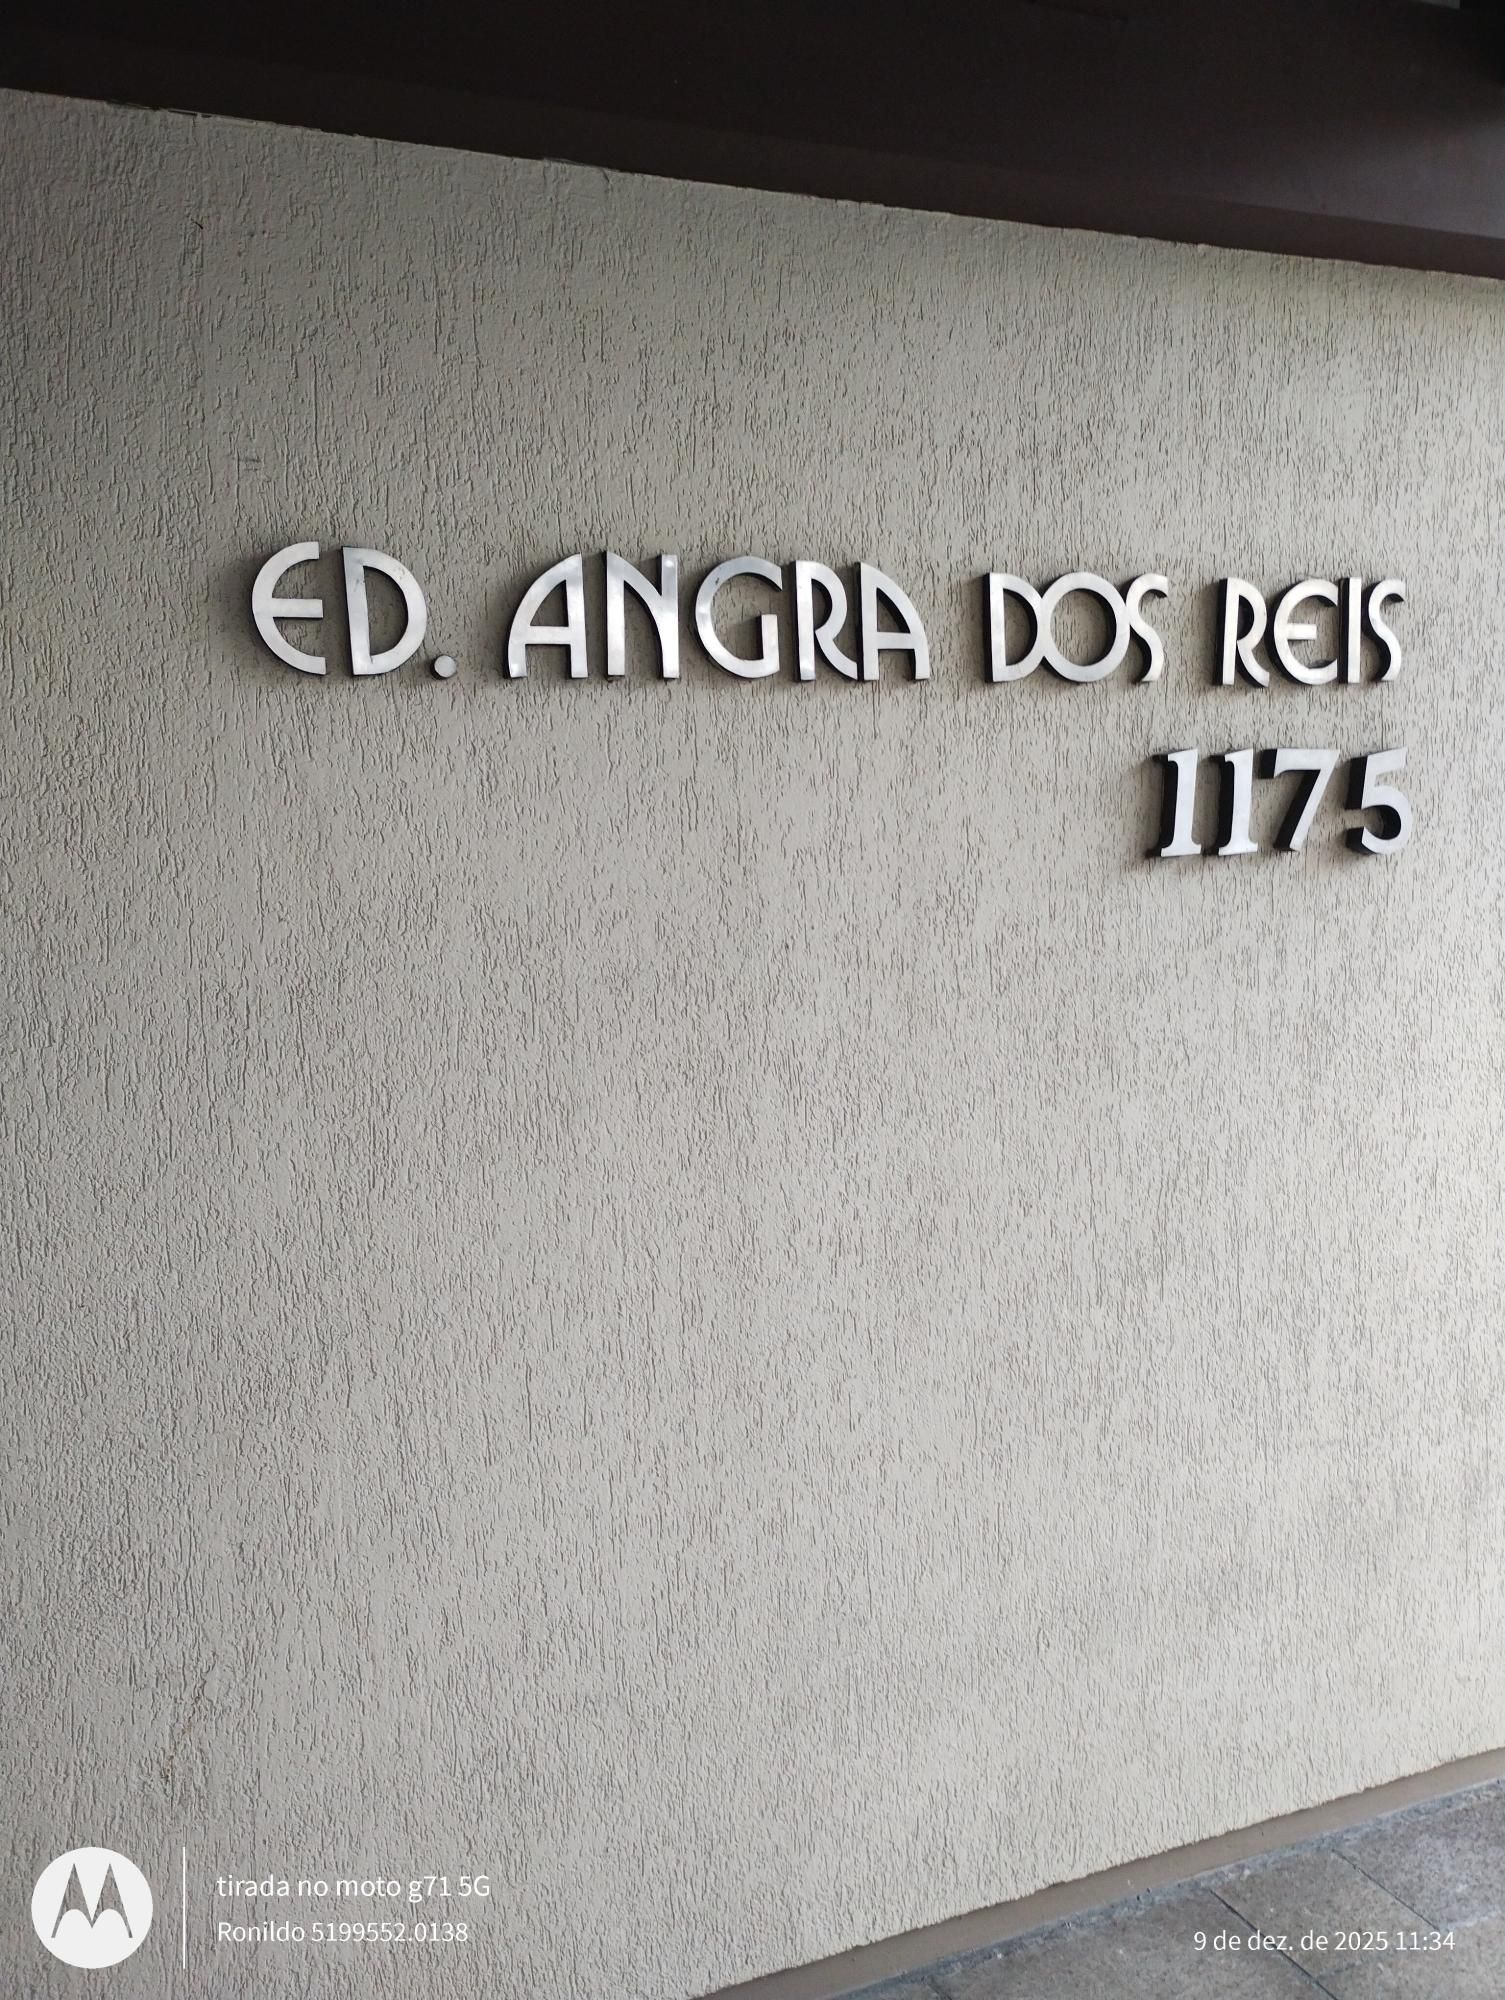 ED. ANGRA DOS REIS
1175
tirada no moto g71 5G
Ronildo 5199552.0138
9 de dez. de 2025 11:34